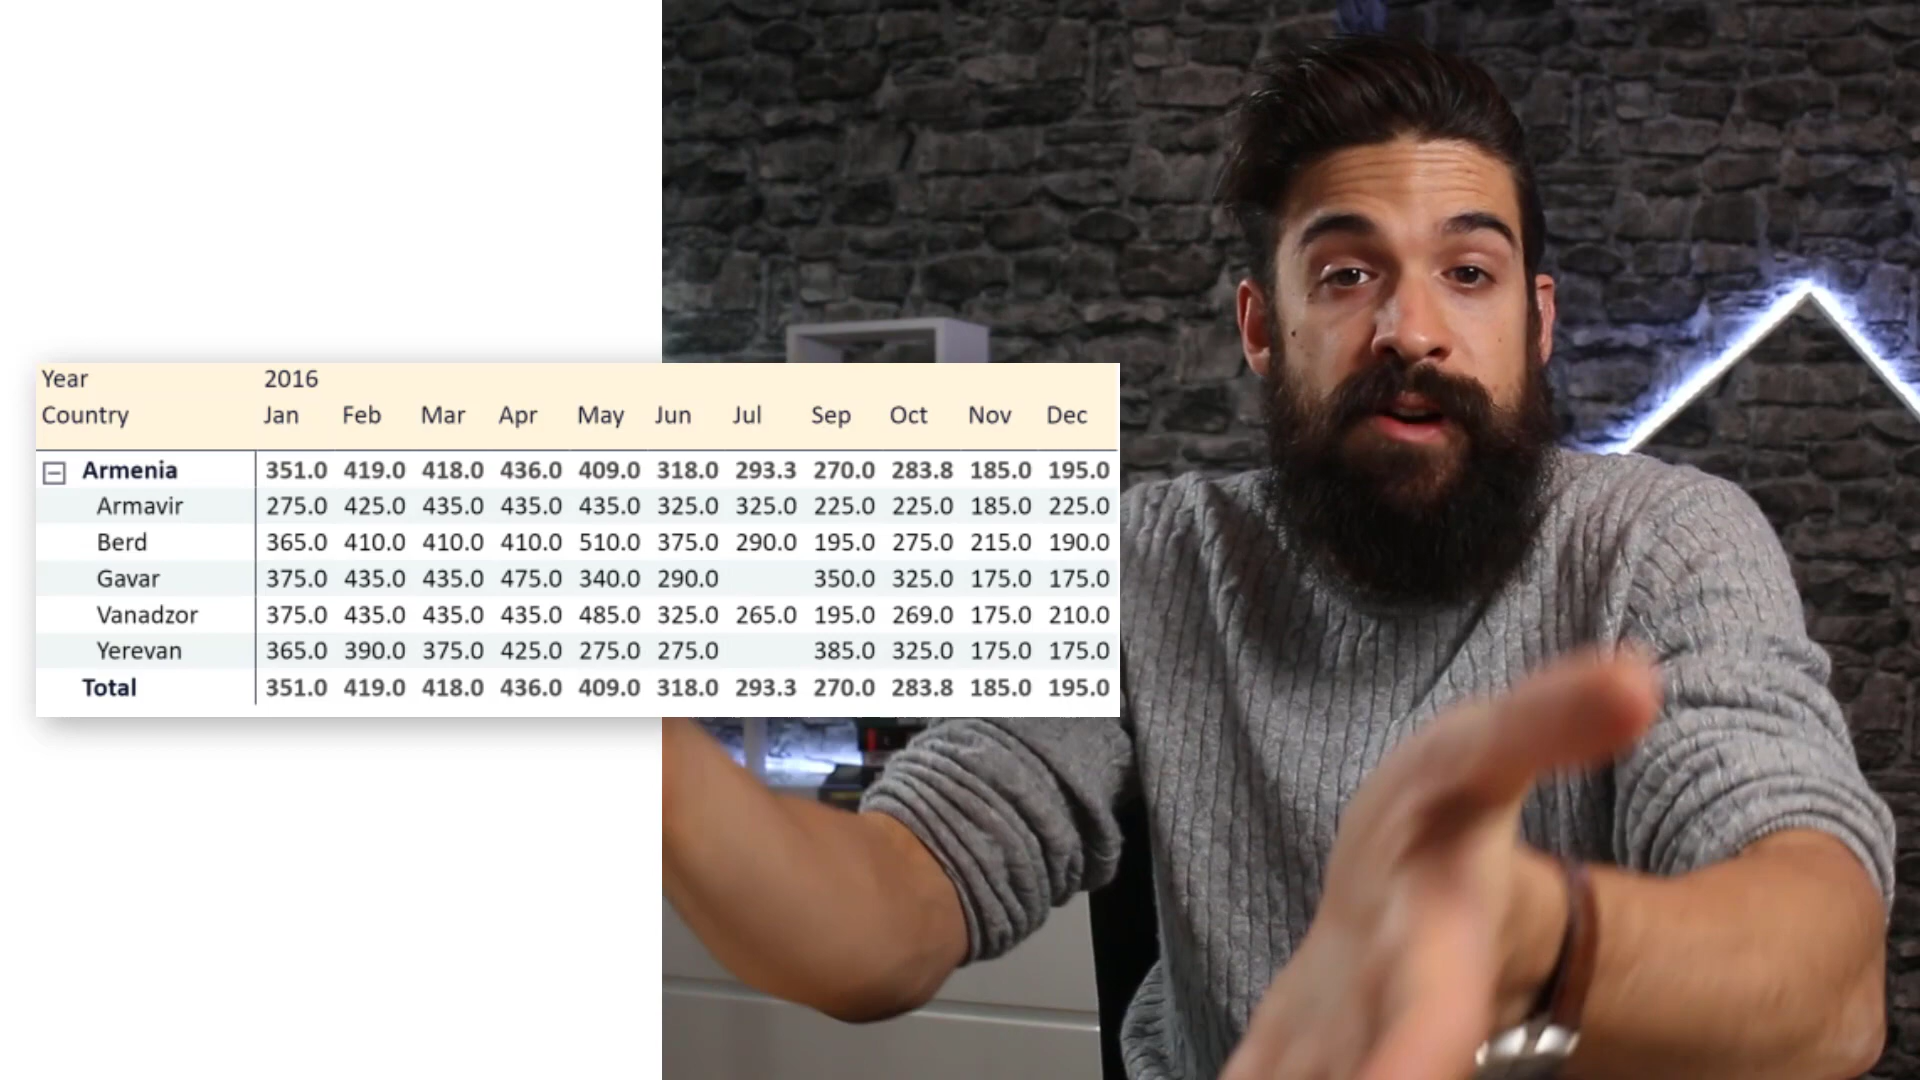 Year 2016
Country Jan Feb Mar Apr May Jun Jul Sep Oct Nov Dec
Armenia 351.0 419.0 418.0 436.0 409.0 318.0 293.3 270.0 283.8 185.0 195.0
Armavir 275.0 425.0 435.0 435.0 435.0 325.0 325.0 225.0 225.0 185.0 225.0
Berd 365.0 410.0 410.0 410.0 510.0 375.0 290.0 195.0 275.0 215.0 190.0
Gavar 375.0 435.0 435.0 475.0 340.0 290.0 350.0 325.0 175.0 175.0
Vanadzor 375.0 435.0 435.0 435.0 485.0 325.0 265.0 195.0 269.0 175.0 210.0
Yerevan 365.0 390.0 375.0 425.0 275.0 275.0 385.0 325.0 175.0 175.0
Total 351.0 419.0 418.0 436.0 409.0 318.0 293.3 270.0 283.8 185.0 195.0